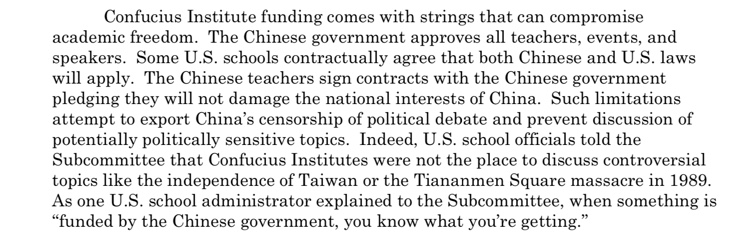 Confucius Institute funding comes with strings that can compromise
academic freedom. The Chinese government approves all teachers, events, and
speakers. Some U.S. schools contractually agree that both Chinese and U.S. laws
will apply. The Chinese teachers sign contracts with the Chinese government
pledging they will not damage the national interests of China. Such limitations
attempt to export China's censorship of political debate and prevent discussion of
potentially politically sensitive topics. Indeed, U.S. school officials told the
Subcommittee that Confucius Institutes were not the place to discuss controversial
topics like the independence of Taiwan or the Tiananmen Square massacre in 1989.
As one U.S. school administrator explained to the Subcommittee, when something is
“funded by the Chinese government, you know what you're getting.”